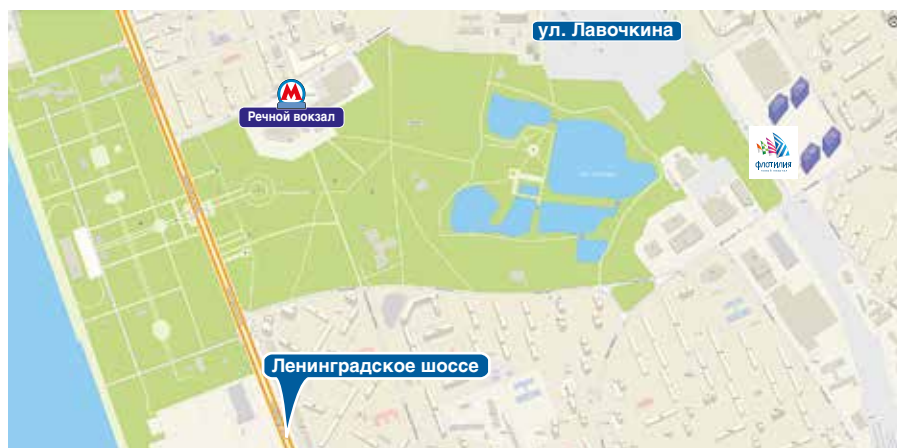 ул. Лавочкина
М
Речной вокзал
флотилия
Ленинградское шоссе